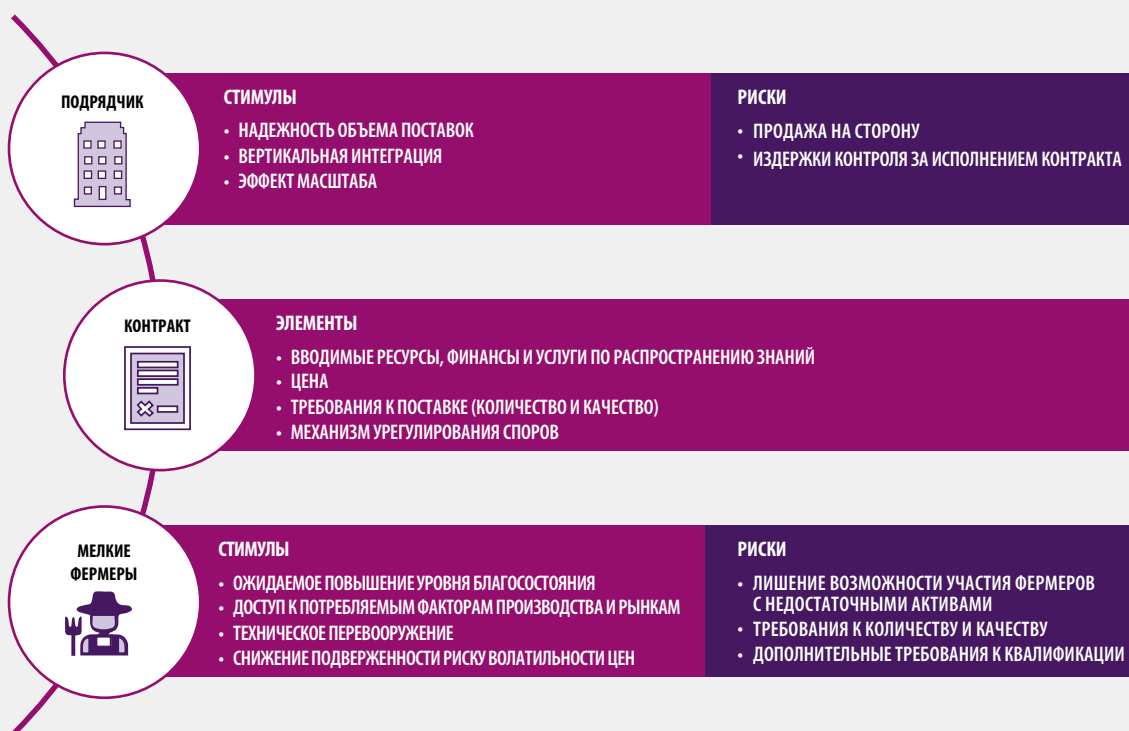 ПОДРЯДЧИК
СТИМУЛЫ
• НАДЕЖНОСТЬ ОБЪЕМА ПОСТАВОК
• ВЕРТИКАЛЬНАЯ ИНТЕГРАЦИЯ
• ЭФФЕКТ МАСШТАБА
РИСКИ
• ПРОДАЖА НА СТОРОНУ
• ИЗДЕРЖКИ КОНТРОЛЯ ЗА ИСПОЛНЕНИЕМ КОНТРАКТА
КОНТРАКТ
ЭЛЕМЕНТЫ
• ВВОДИМЫЕ РЕСУРСЫ, ФИНАНСЫ И УСЛУГИ ПО РАСПРОСТРАНЕНИЮ ЗНАНИЙ
• ЦЕНА
• ТРЕБОВАНИЯ К ПОСТАВКЕ (КОЛИЧЕСТВО И КАЧЕСТВО)
• МЕХАНИЗМ УРЕГУЛИРОВАНИЯ СПОРОВ
МЕЛКИЕ
ФЕРМЕРЫ
СТИМУЛЫ
• ОЖИДАЕМОЕ ПОВЫШЕНИЕ УРОВНЯ БЛАГОСОСТОЯНИЯ
• ДОСТУП К ПОТРЕБЛЯЕМЫМ ФАКТОРАМ ПРОИЗВОДСТВА И РЫНКАМ
• ТЕХНИЧЕСКОЕ ПЕРЕВООРУЖЕНИЕ
• СНИЖЕНИЕ ПОДВЕРЖЕННОСТИ РИСКУ ВОЛАТИЛЬНОСТИ ЦЕН
РИСКИ
• ЛИШЕНИЕ ВОЗМОЖНОСТИ УЧАСТИЯ ФЕРМЕРОВ
С НЕДОСТАТОЧНЫМИ АКТИВАМИ
• ТРЕБОВАНИЯ К КОЛИЧЕСТВУ И КАЧЕСТВУ
• ДОПОЛНИТЕЛЬНЫЕ ТРЕБОВАНИЯ К КВАЛИФИКАЦИИ